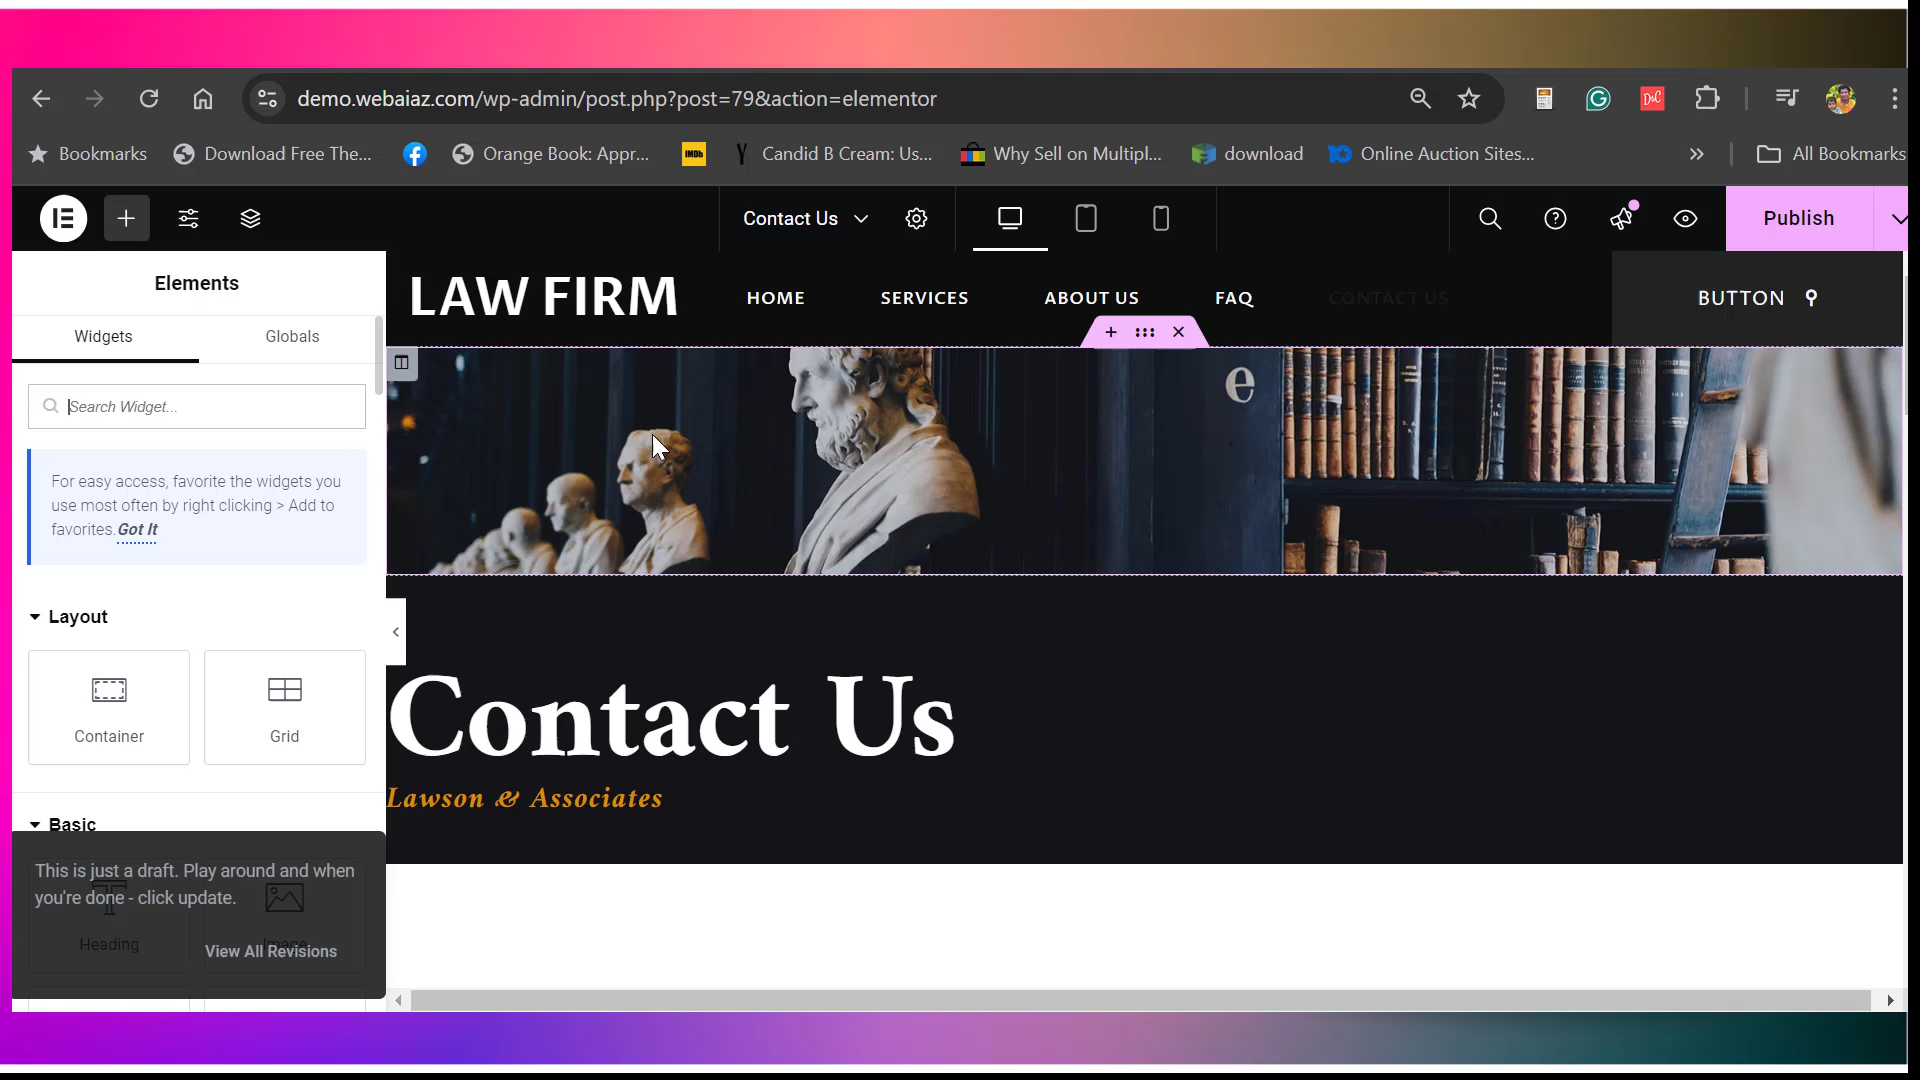 demo.webaiaz.com/wp-admin/post.php?post=79&action=elementor
Bookmarks
Download Free The...
Orange Book: Appr...
IMDb
Candid B Cream: Us...
Why Sell on Multipl...
download
Online Auction Sites...
All Bookmarks
Contact Us
Publish
Elements
Widgets
Globals
Search Widget...
For easy access, favorite the widgets you
use most often by right clicking > Add to
favorites. Got It
Layout
Container
Grid
Basic
This is just a draft. Play around and when
you're done - click update.
Heading
Image
View All Revisions
LAW FIRM
HOME
SERVICES
ABOUT US
FAQ
CONTACT US
BUTTON
e
Contact Us
Lawson & Associates